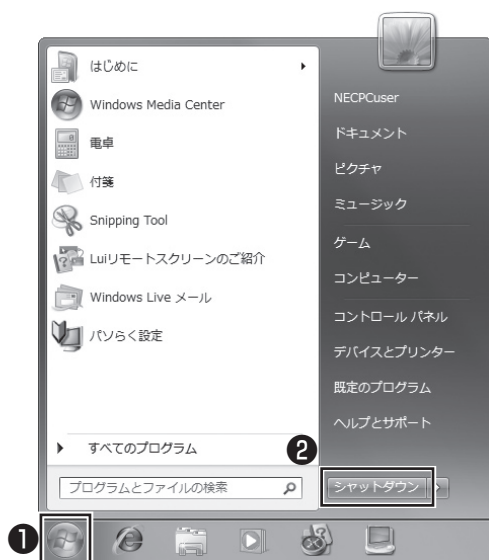 はじめに
Windows Media Center
電卓
付箋
Snipping Tool
Luiリモートスクリーンのご紹介
Windows Live メール
パソらく設定
すべてのプログラム
プログラムとファイルの検索
NECPCuser
ドキュメント
ピクチャ
ミュージック
ゲーム
コンピューター
コントロール パネル
デバイスとプリンター
既定のプログラム
ヘルプとサポート
❷
シャットダウン
❶